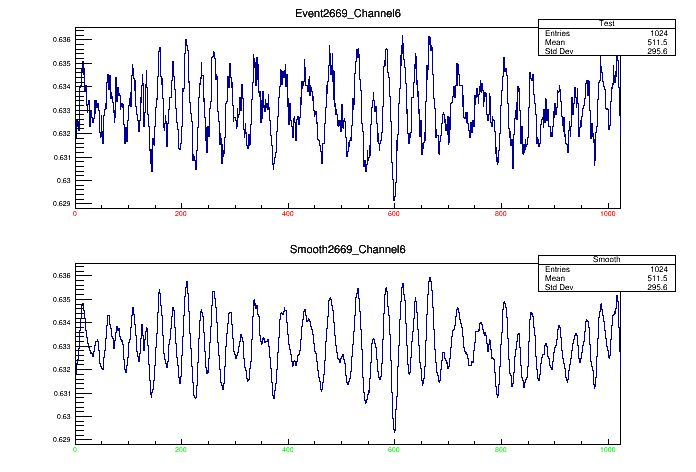 Event2669_Channel6
Test
Entries 1024
Mean 511.5
Std Dev 295.6
0.636
0.635
0.634
0.633
0.632
0.631
0.63
0.629
0 200 400 600 800 1000
Smooth2669_Channel6
Smooth
Entries 1024
Mean 511.5
Std Dev 295.6
0.636
0.635
0.634
0.633
0.632
0.631
0.63
0.629
0 200 400 600 800 1000